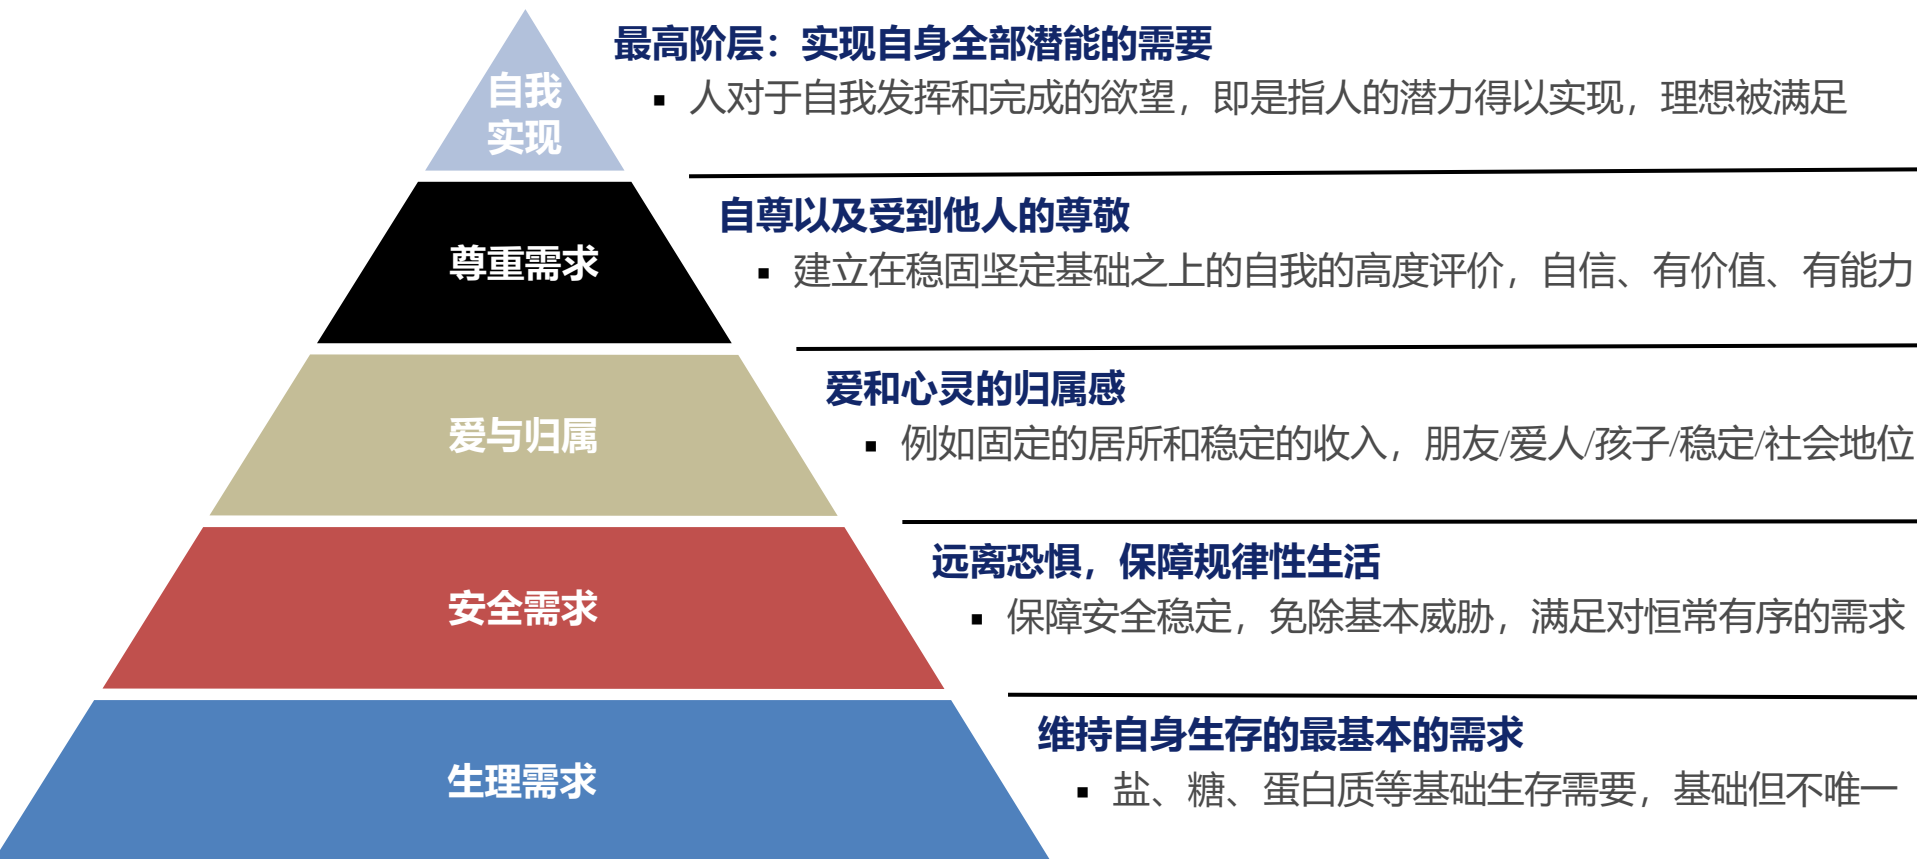 最高阶层：实现自身全部潜能的需要
自我
实现
▪ 人对于自我发挥和完成的欲望，即是指人的潜力得以实现，理想被满足
自尊以及受到他人的尊敬
尊重需求
▪ 建立在稳固坚定基础之上的自我的高度评价，自信、有价值、有能力
爱和心灵的归属感
爱与归属
▪ 例如固定的居所和稳定的收入，朋友/爱人/孩子/稳定/社会地位
远离恐惧，保障规律性生活
安全需求
▪ 保障安全稳定，免除基本威胁，满足对恒常有序的需求
维持自身生存的最基本的需求
生理需求
▪ 盐、糖、蛋白质等基础生存需要，基础但不唯一